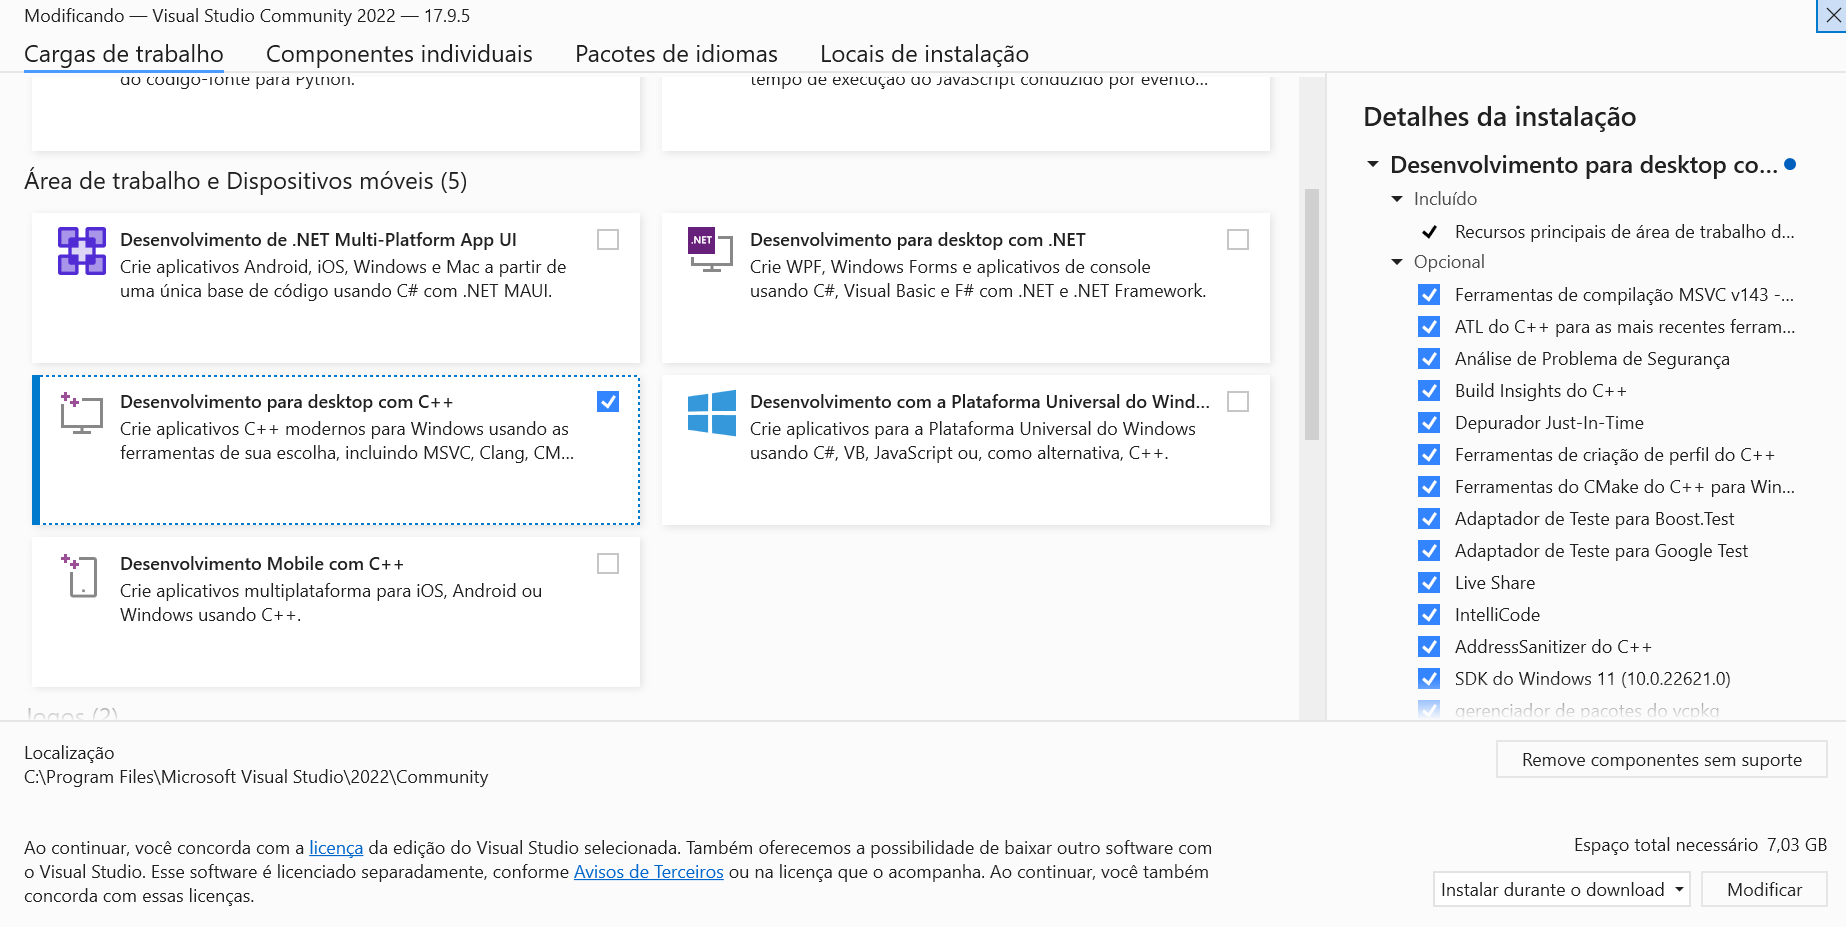 Modificando — Visual Studio Community 2022 — 17.9.5
Cargas de trabalho
Componentes individuais
Pacotes de idiomas
Locais de instalação
do código-fonte para Python.
tempo de execução do JavaScript conduzido por evento...
Área de trabalho e Dispositivos móveis (5)
Desenvolvimento de .NET Multi-Platform App UI
Crie aplicativos Android, iOS, Windows e Mac a partir de
uma única base de código usando C# com .NET MAUI.
.NET
Desenvolvimento para desktop com .NET
Crie WPF, Windows Forms e aplicativos de console
usando C#, Visual Basic e F# com .NET e .NET Framework.
Desenvolvimento para desktop com C++
Crie aplicativos C++ modernos para Windows usando as
ferramentas de sua escolha, incluindo MSVC, Clang, CM...
Desenvolvimento com a Plataforma Universal do Wind...
Crie aplicativos para a Plataforma Universal do Windows
usando C#, VB, JavaScript ou, como alternativa, C++.
Desenvolvimento Mobile com C++
Crie aplicativos multiplataforma para iOS, Android ou
Windows usando C++.
Jogos (2)
Detalhes da instalação
Desenvolvimento para desktop co...
Incluído
Recursos principais de área de trabalho d...
Opcional
Ferramentas de compilação MSVC v143 -...
ATL do C++ para as mais recentes ferram...
Análise de Problema de Segurança
Build Insights do C++
Depurador Just-In-Time
Ferramentas de criação de perfil do C++
Ferramentas do CMake do C++ para Win...
Adaptador de Teste para Boost.Test
Adaptador de Teste para Google Test
Live Share
IntelliCode
AddressSanitizer do C++
SDK do Windows 11 (10.0.22621.0)
gerenciador de pacotes do vcpkg
Localização
C:\Program Files\Microsoft Visual Studio\2022\Community
Remove componentes sem suporte
Ao continuar, você concorda com a licença da edição do Visual Studio selecionada. Também oferecemos a possibilidade de baixar outro software com
o Visual Studio. Esse software é licenciado separadamente, conforme Avisos de Terceiros ou na licença que o acompanha. Ao continuar, você também
concorda com essas licenças.
Espaço total necessário 7,03 GB
Instalar durante o download
Modificar